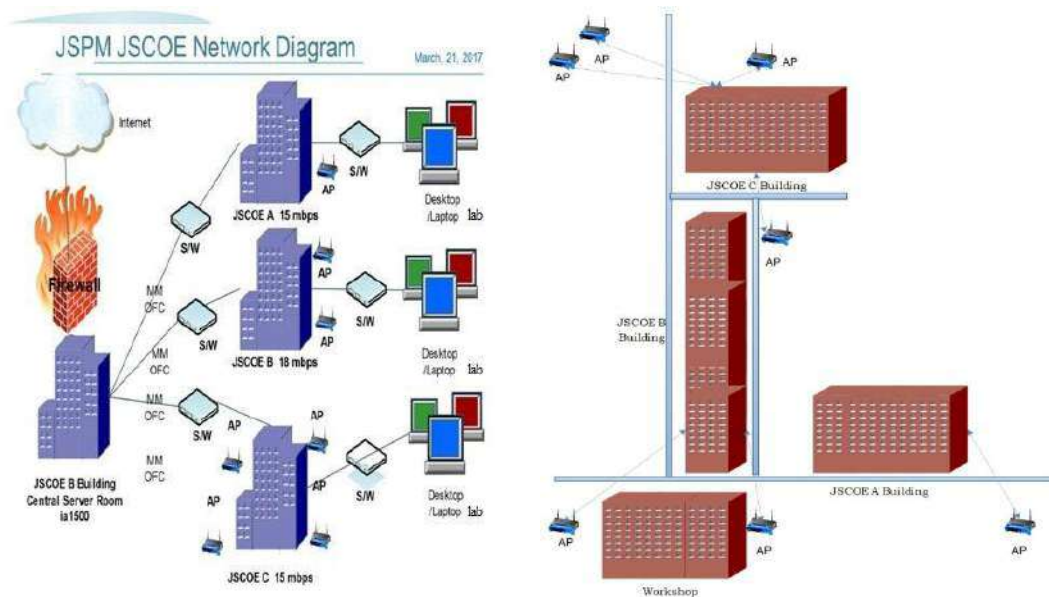 JSPM JSCOE Network Diagram
March, 21, 2017
Internet
Firewall
S/W
AP
JSCOE A 15 mbps
S/W
Desktop
/Laptop lab
MM
OFC
S/W
AP
AP
JSCOE B 18 mbps
S/W
Desktop
/Laptop lab
MM
OFC
MM
OFC
S/W
AP
AP
AP
AP
MM
OFC
S/W
Desktop
/Laptop lab
JSCOE B Building
Central Server Room
ia1500
JSCOE C 15 mbps
AP
AP
AP
JSCOE C Building
AP
JSCOE B
Building
JSCOE A Building
AP
AP
AP
Workshop